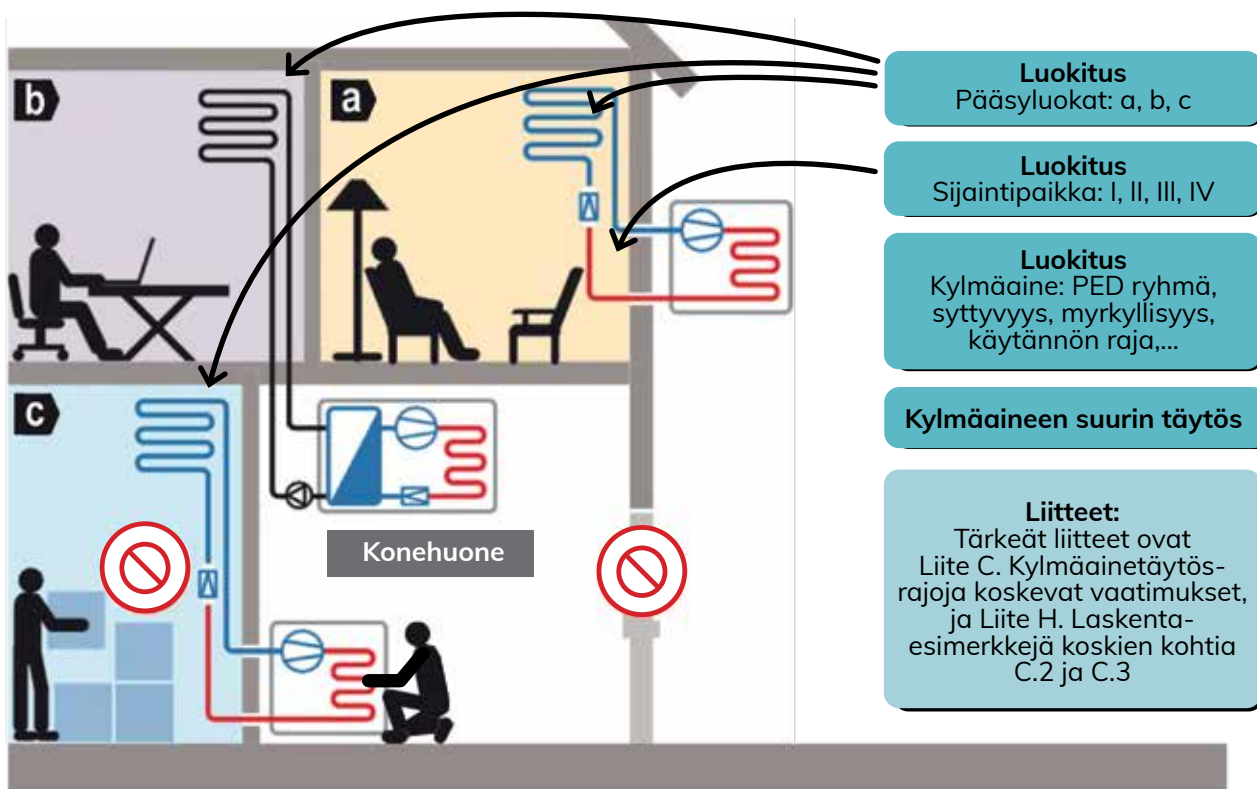 b
a
c
Konehuone
Luokitus
Pääsyluokat: a, b, c
Luokitus
Sijaintipaikka: I, II, III, IV
Luokitus
Kylmäaine: PED ryhmä,
syttyvyys, myrkyllisyys,
käytännön raja,...
Kylmäaineen suurin täytös
Liitteet:
Tärkeät liitteet ovat
Liite C. Kylmäainetäytös-
rajoja koskevat vaatimukset,
ja Liite H. Laskenta-
esimerkkejä koskien kohtia
C.2 ja C.3